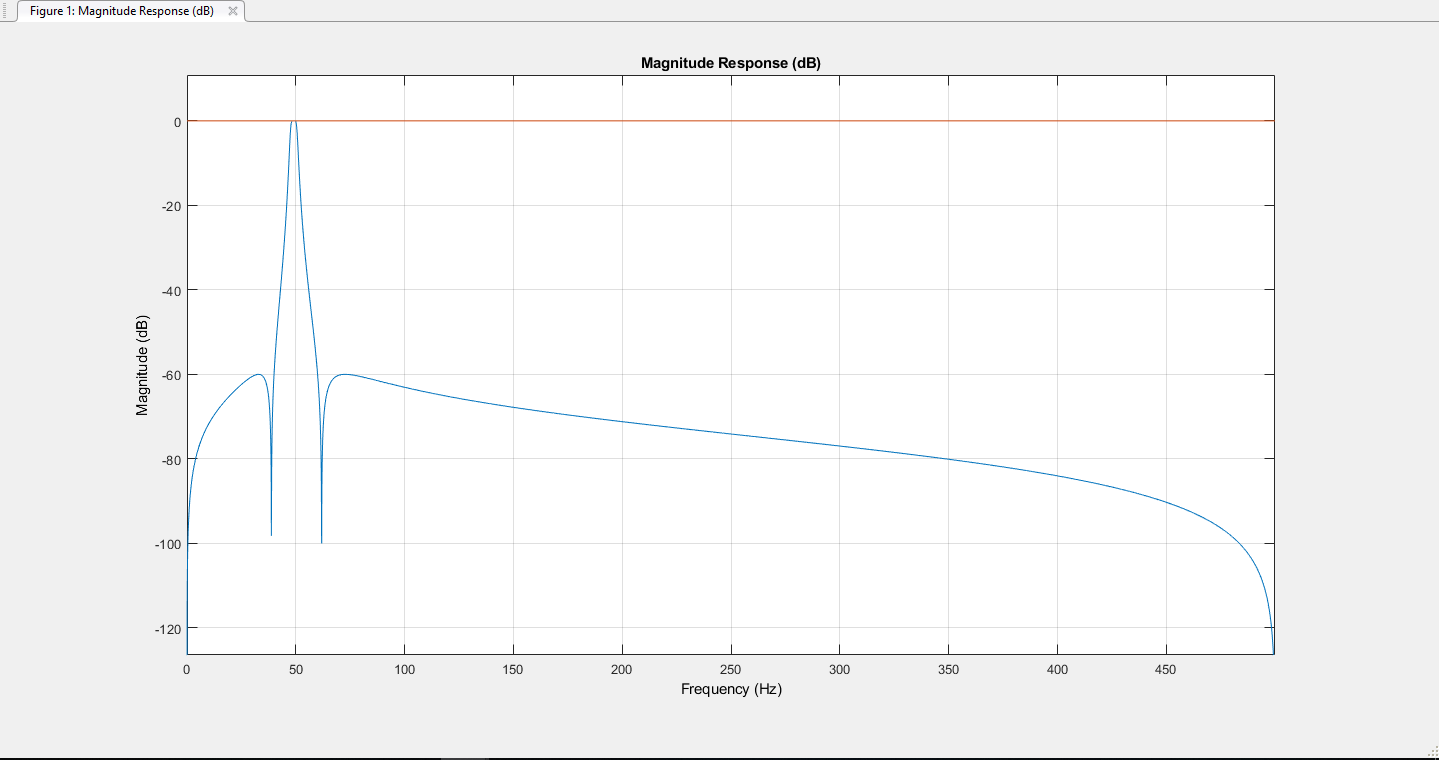 Figure 1: Magnitude Response (dB)
Magnitude Response (dB)
0
-20
-40
-60
-80
-100
-120
Magnitude (dB)
0 50 100 150 200 250 300 350 400 450
Frequency (Hz)